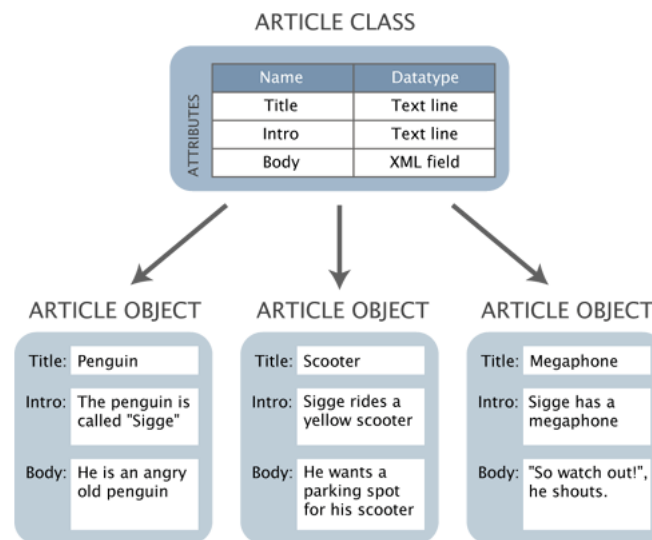 ARTICLE CLASS
ATTRIBUTES
Name Datatype
Title Text line
Intro Text line
Body XML field
ARTICLE OBJECT
Title: Penguin
Intro: The penguin is
called "Sigge"
Body: He is an angry
old penguin
ARTICLE OBJECT
Title: Scooter
Intro: Sigge rides a
yellow scooter
Body: He wants a
parking spot
for his scooter
ARTICLE OBJECT
Title: Megaphone
Intro: Sigge has a
megaphone
Body: "So watch out!",
he shouts.